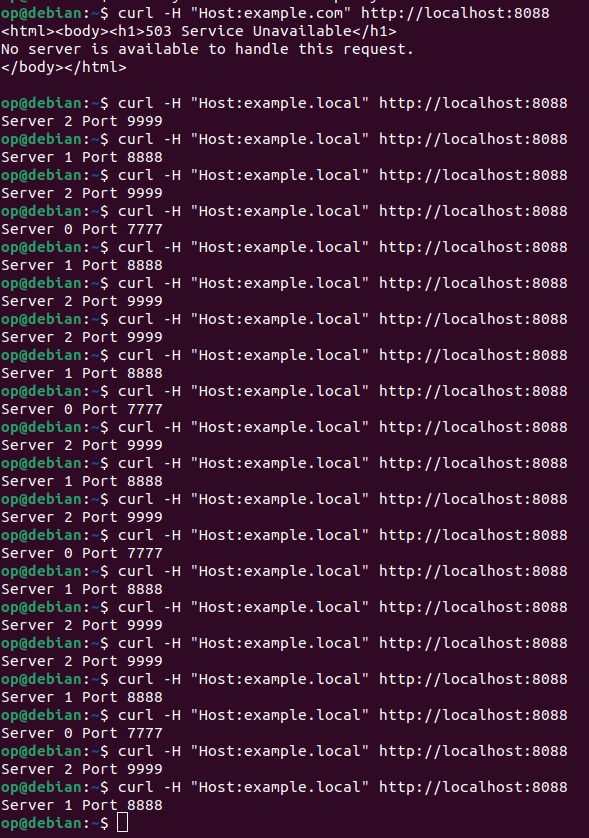 op@debian:~$ curl -H "Host:example.com" http://localhost:8088
<html><body><h1>503 Service Unavailable</h1>
No server is available to handle this request.
</body></html>

op@debian:~$ curl -H "Host:example.local" http://localhost:8088
Server 2 Port 9999
op@debian:~$ curl -H "Host:example.local" http://localhost:8088
Server 1 Port 8888
op@debian:~$ curl -H "Host:example.local" http://localhost:8088
Server 2 Port 9999
op@debian:~$ curl -H "Host:example.local" http://localhost:8088
Server 0 Port 7777
op@debian:~$ curl -H "Host:example.local" http://localhost:8088
Server 1 Port 8888
op@debian:~$ curl -H "Host:example.local" http://localhost:8088
Server 2 Port 9999
op@debian:~$ curl -H "Host:example.local" http://localhost:8088
Server 2 Port 9999
op@debian:~$ curl -H "Host:example.local" http://localhost:8088
Server 1 Port 8888
op@debian:~$ curl -H "Host:example.local" http://localhost:8088
Server 0 Port 7777
op@debian:~$ curl -H "Host:example.local" http://localhost:8088
Server 2 Port 9999
op@debian:~$ curl -H "Host:example.local" http://localhost:8088
Server 1 Port 8888
op@debian:~$ curl -H "Host:example.local" http://localhost:8088
Server 2 Port 9999
op@debian:~$ curl -H "Host:example.local" http://localhost:8088
Server 0 Port 7777
op@debian:~$ curl -H "Host:example.local" http://localhost:8088
Server 1 Port 8888
op@debian:~$ curl -H "Host:example.local" http://localhost:8088
Server 2 Port 9999
op@debian:~$ curl -H "Host:example.local" http://localhost:8088
Server 2 Port 9999
op@debian:~$ curl -H "Host:example.local" http://localhost:8088
Server 1 Port 8888
op@debian:~$ curl -H "Host:example.local" http://localhost:8088
Server 0 Port 7777
op@debian:~$ curl -H "Host:example.local" http://localhost:8088
Server 2 Port 9999
op@debian:~$ curl -H "Host:example.local" http://localhost:8088
Server 1 Port 8888
op@debian:~$